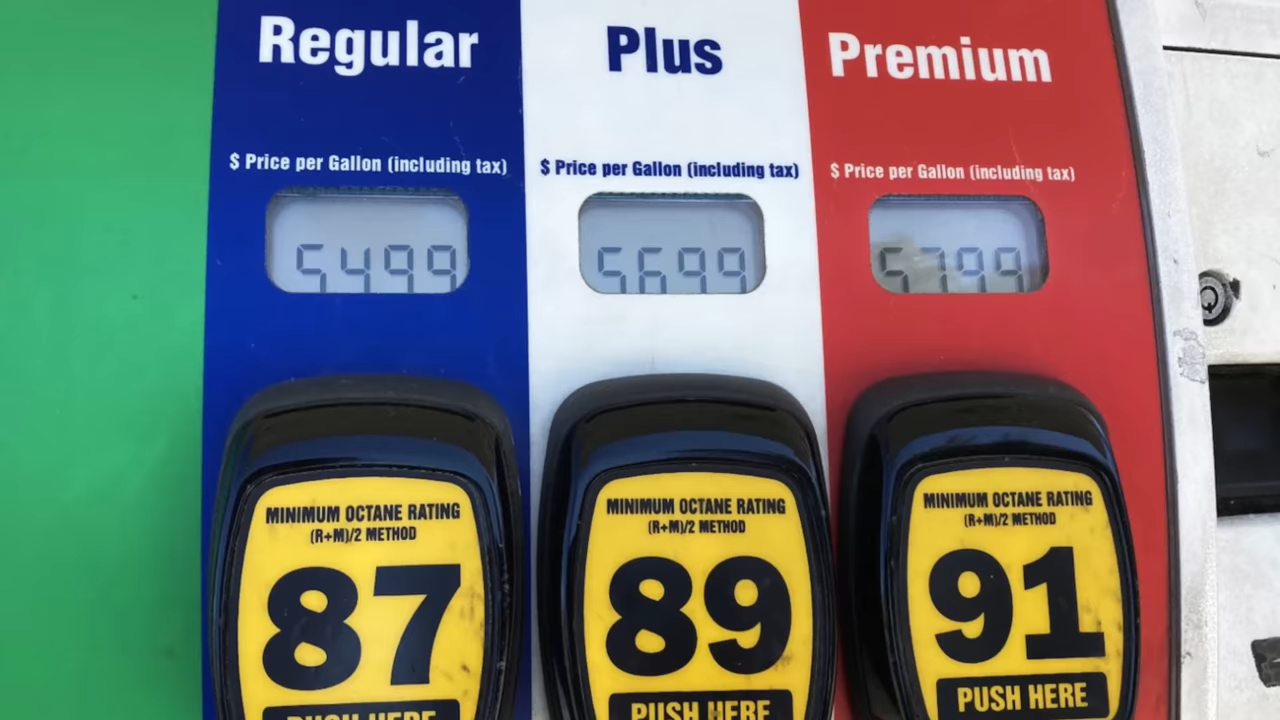 Regular
Plus
Premium
$ Price per Gallon (including tax)
$ Price per Gallon (including tax)
$ Price per Gallon (including tax)
5499
5699
5799
MINIMUM OCTANE RATING
(R+M)/2 METHOD
87
PUSH HERE
MINIMUM OCTANE RATING
(R+M)/2 METHOD
89
PUSH HERE
MINIMUM OCTANE RATING
(R+M)/2 METHOD
91
PUSH HERE